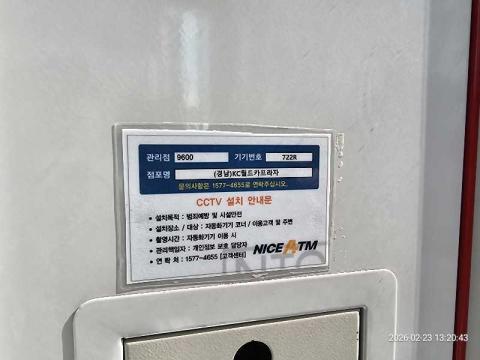 관리점 9600 기기번호 722R
점포명 (경남)KC월드카프라자
문의사항은 1577-4655로 연락주십시오.
CCTV 설치 안내문
• 설치목적 : 범죄예방 및 시설안전
• 설치장소 / 대상 : 자동화기기 코너 / 이용고객 및 주변
• 촬영시간 : 자동화기기 이용 시
• 관리책임자 : 개인정보 보호 담당자
• 연 락 처 : 1577-4655 [고객센터]
NICE ATM
2026-02-23 13:20:43